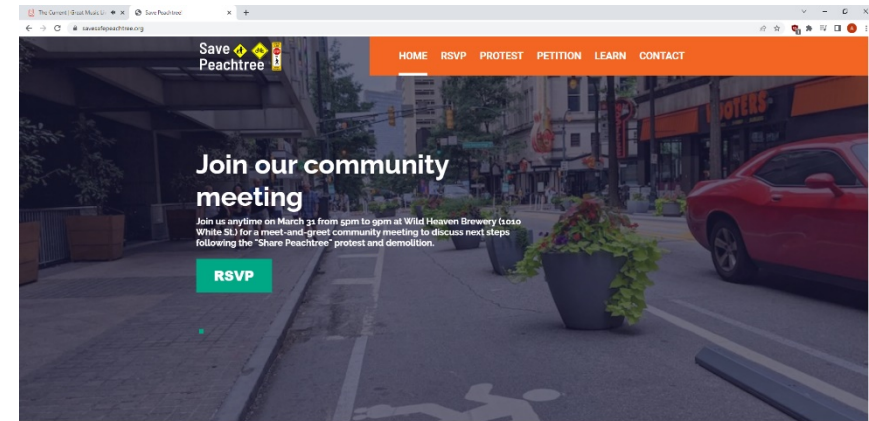 The Current | Great Music Li
Save Peachtree!
savesafepeachtree.org
Save
Peachtree
HOME RSVP PROTEST PETITION LEARN CONTACT
OOTERS
Join our community
meeting
Join us anytime on March 31 from 5pm to 9pm at Wild Heaven Brewery (1010
White St.) for a meet-and-greet community meeting to discuss next steps
following the "Share Peachtree" protest and demolition.
RSVP